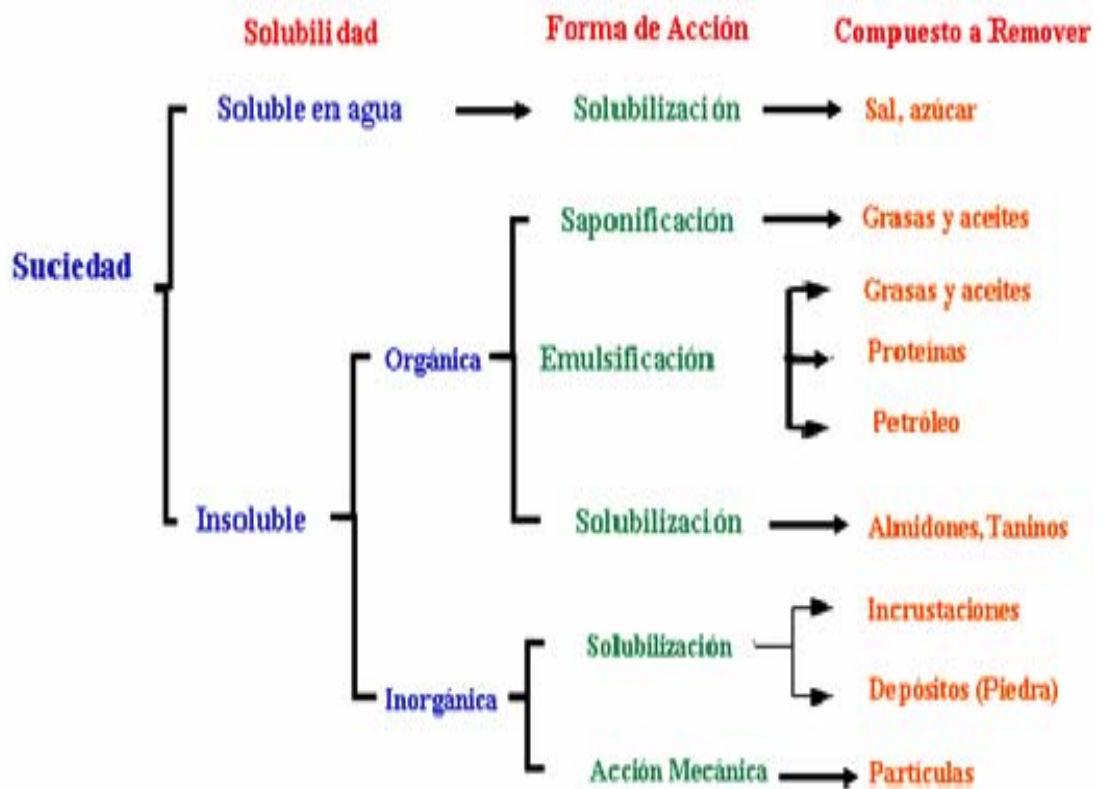 Solubilidad Forma de Acción Compuesto a Remover
Soluble en agua Solubilización Sal, azúcar
Saponificación Grasas y aceites
Suciedad
Grasas y aceites
Orgánica Emulsificación Proteínas
Petróleo
Insoluble Solubilización Almidones, Taninos
Incrustaciones
Solubilización
Inorgánica Depósitos (Piedra)
Acción Mecánica Partículas